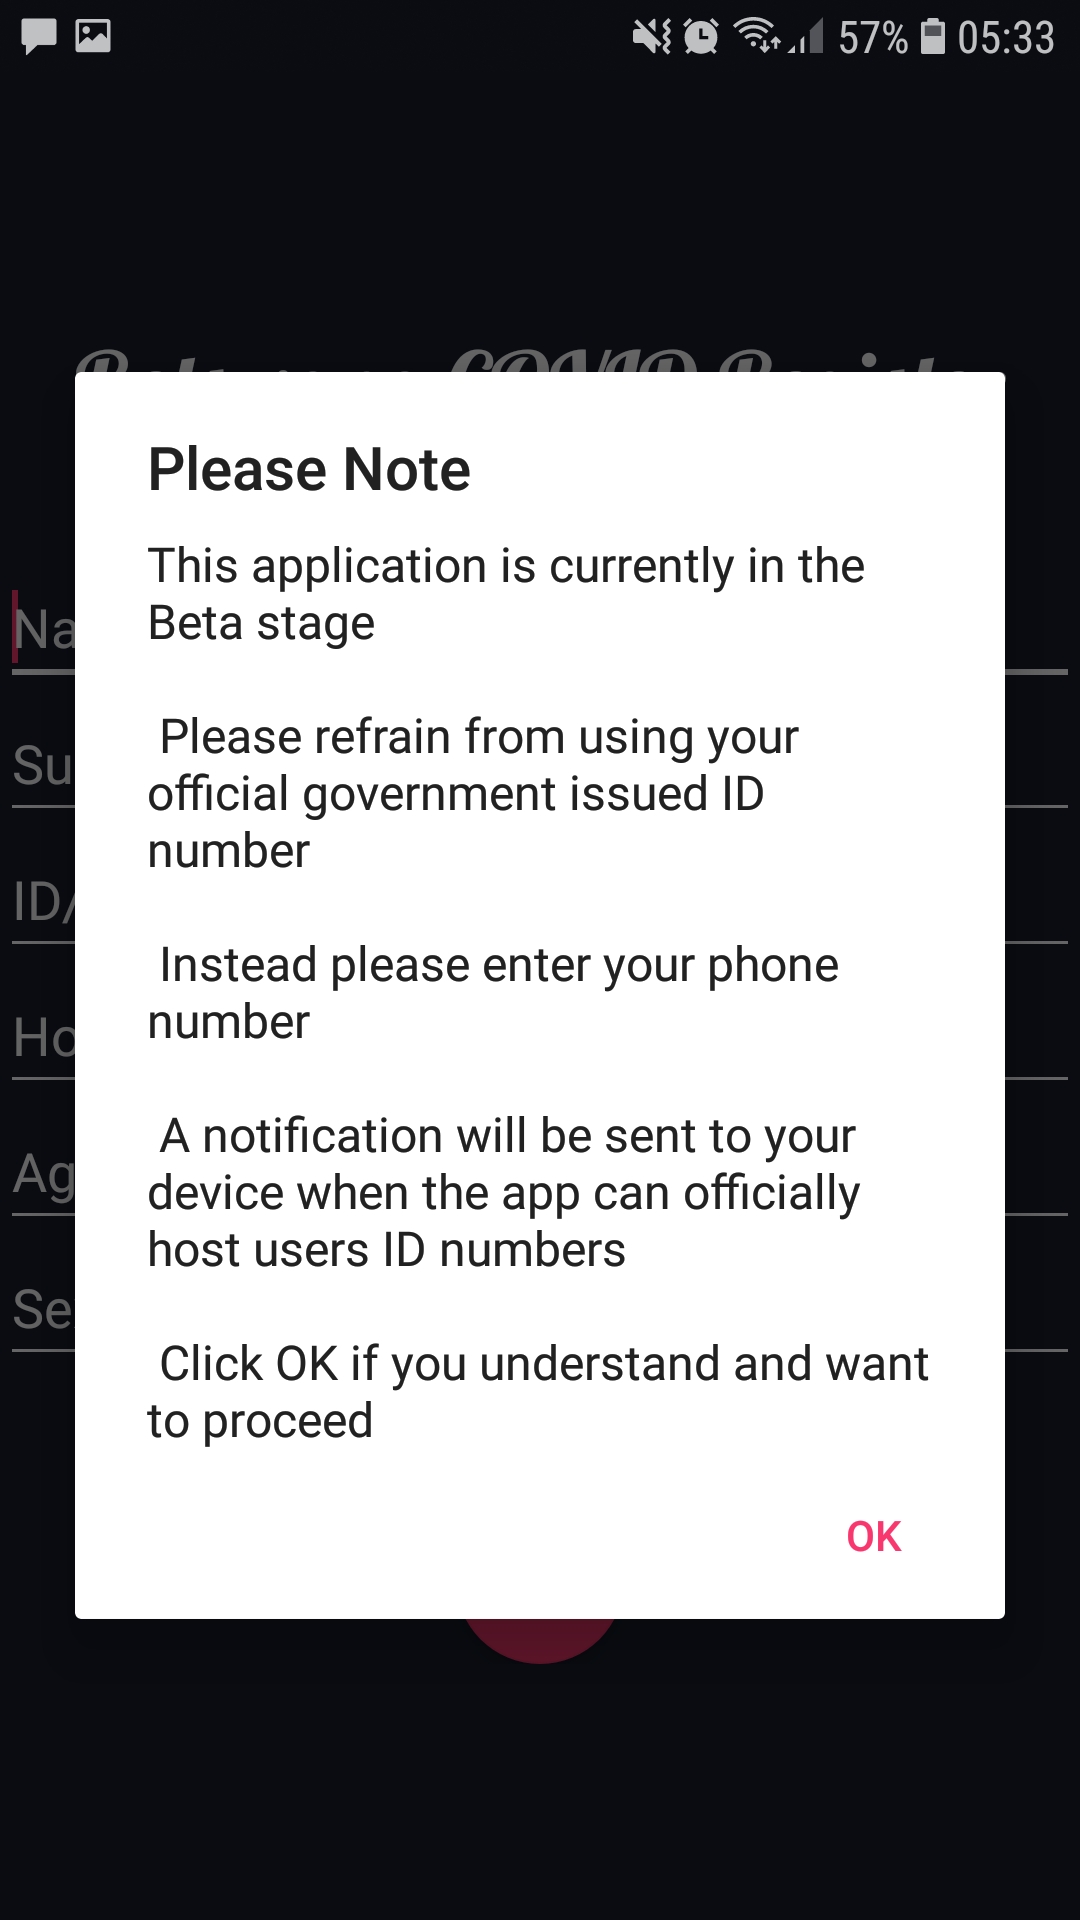 57% 05:33
COVID
Please Note
This application is currently in the
Beta stage
Please refrain from using your
official government issued ID
number
Instead please enter your phone
number
A notification will be sent to your
device when the app can officially
host users ID numbers
Click OK if you understand and want
to proceed
OK
Na
Su
ID/
Ho
Ag
Se